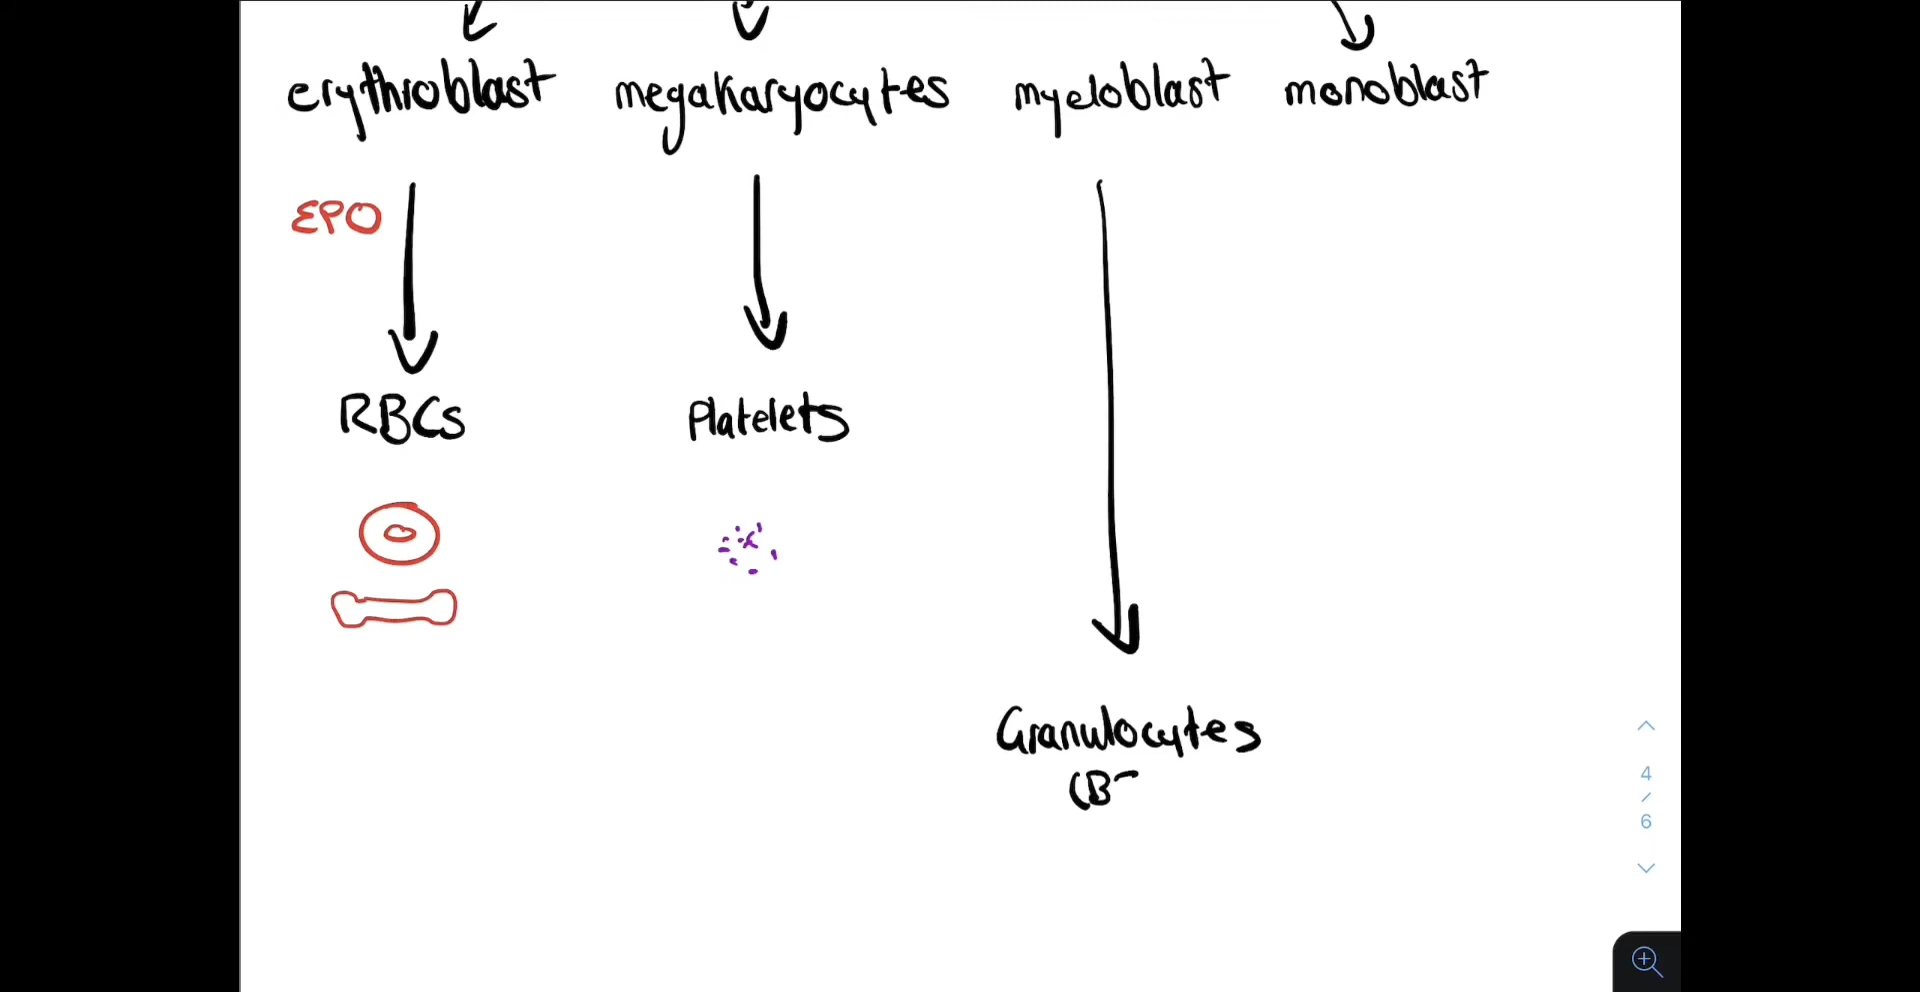 erythroblast megakaryocytes myeloblast monoblast
EPO
RBCs Platelets
Granulocytes
(B
4
/
6